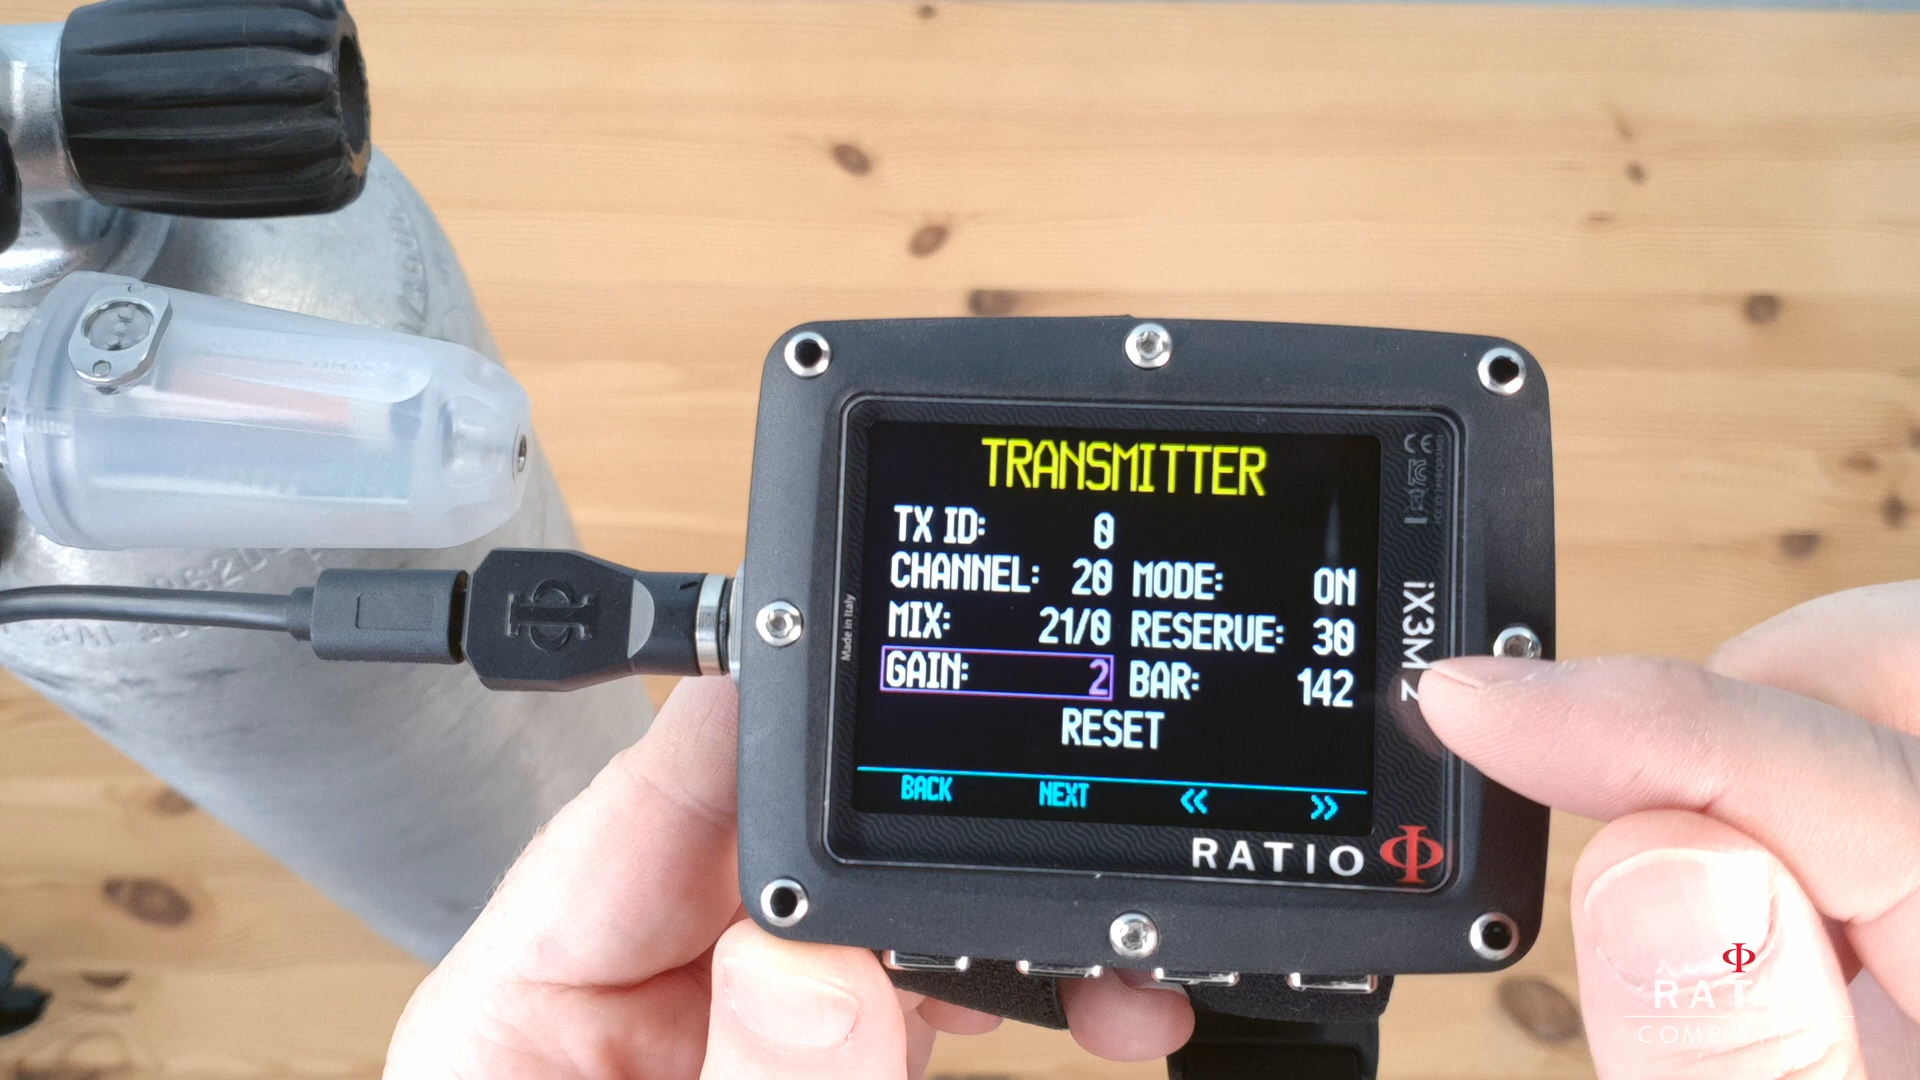 TRANSMITTER
TX ID: 0
CHANNEL: 20 MODE: ON
MIX: 21/0 RESERVE: 30
GAIN: 2 BAR: 142
RESET
BACK NEXT << >>
RATIO
Made in Italy
iX3M 2